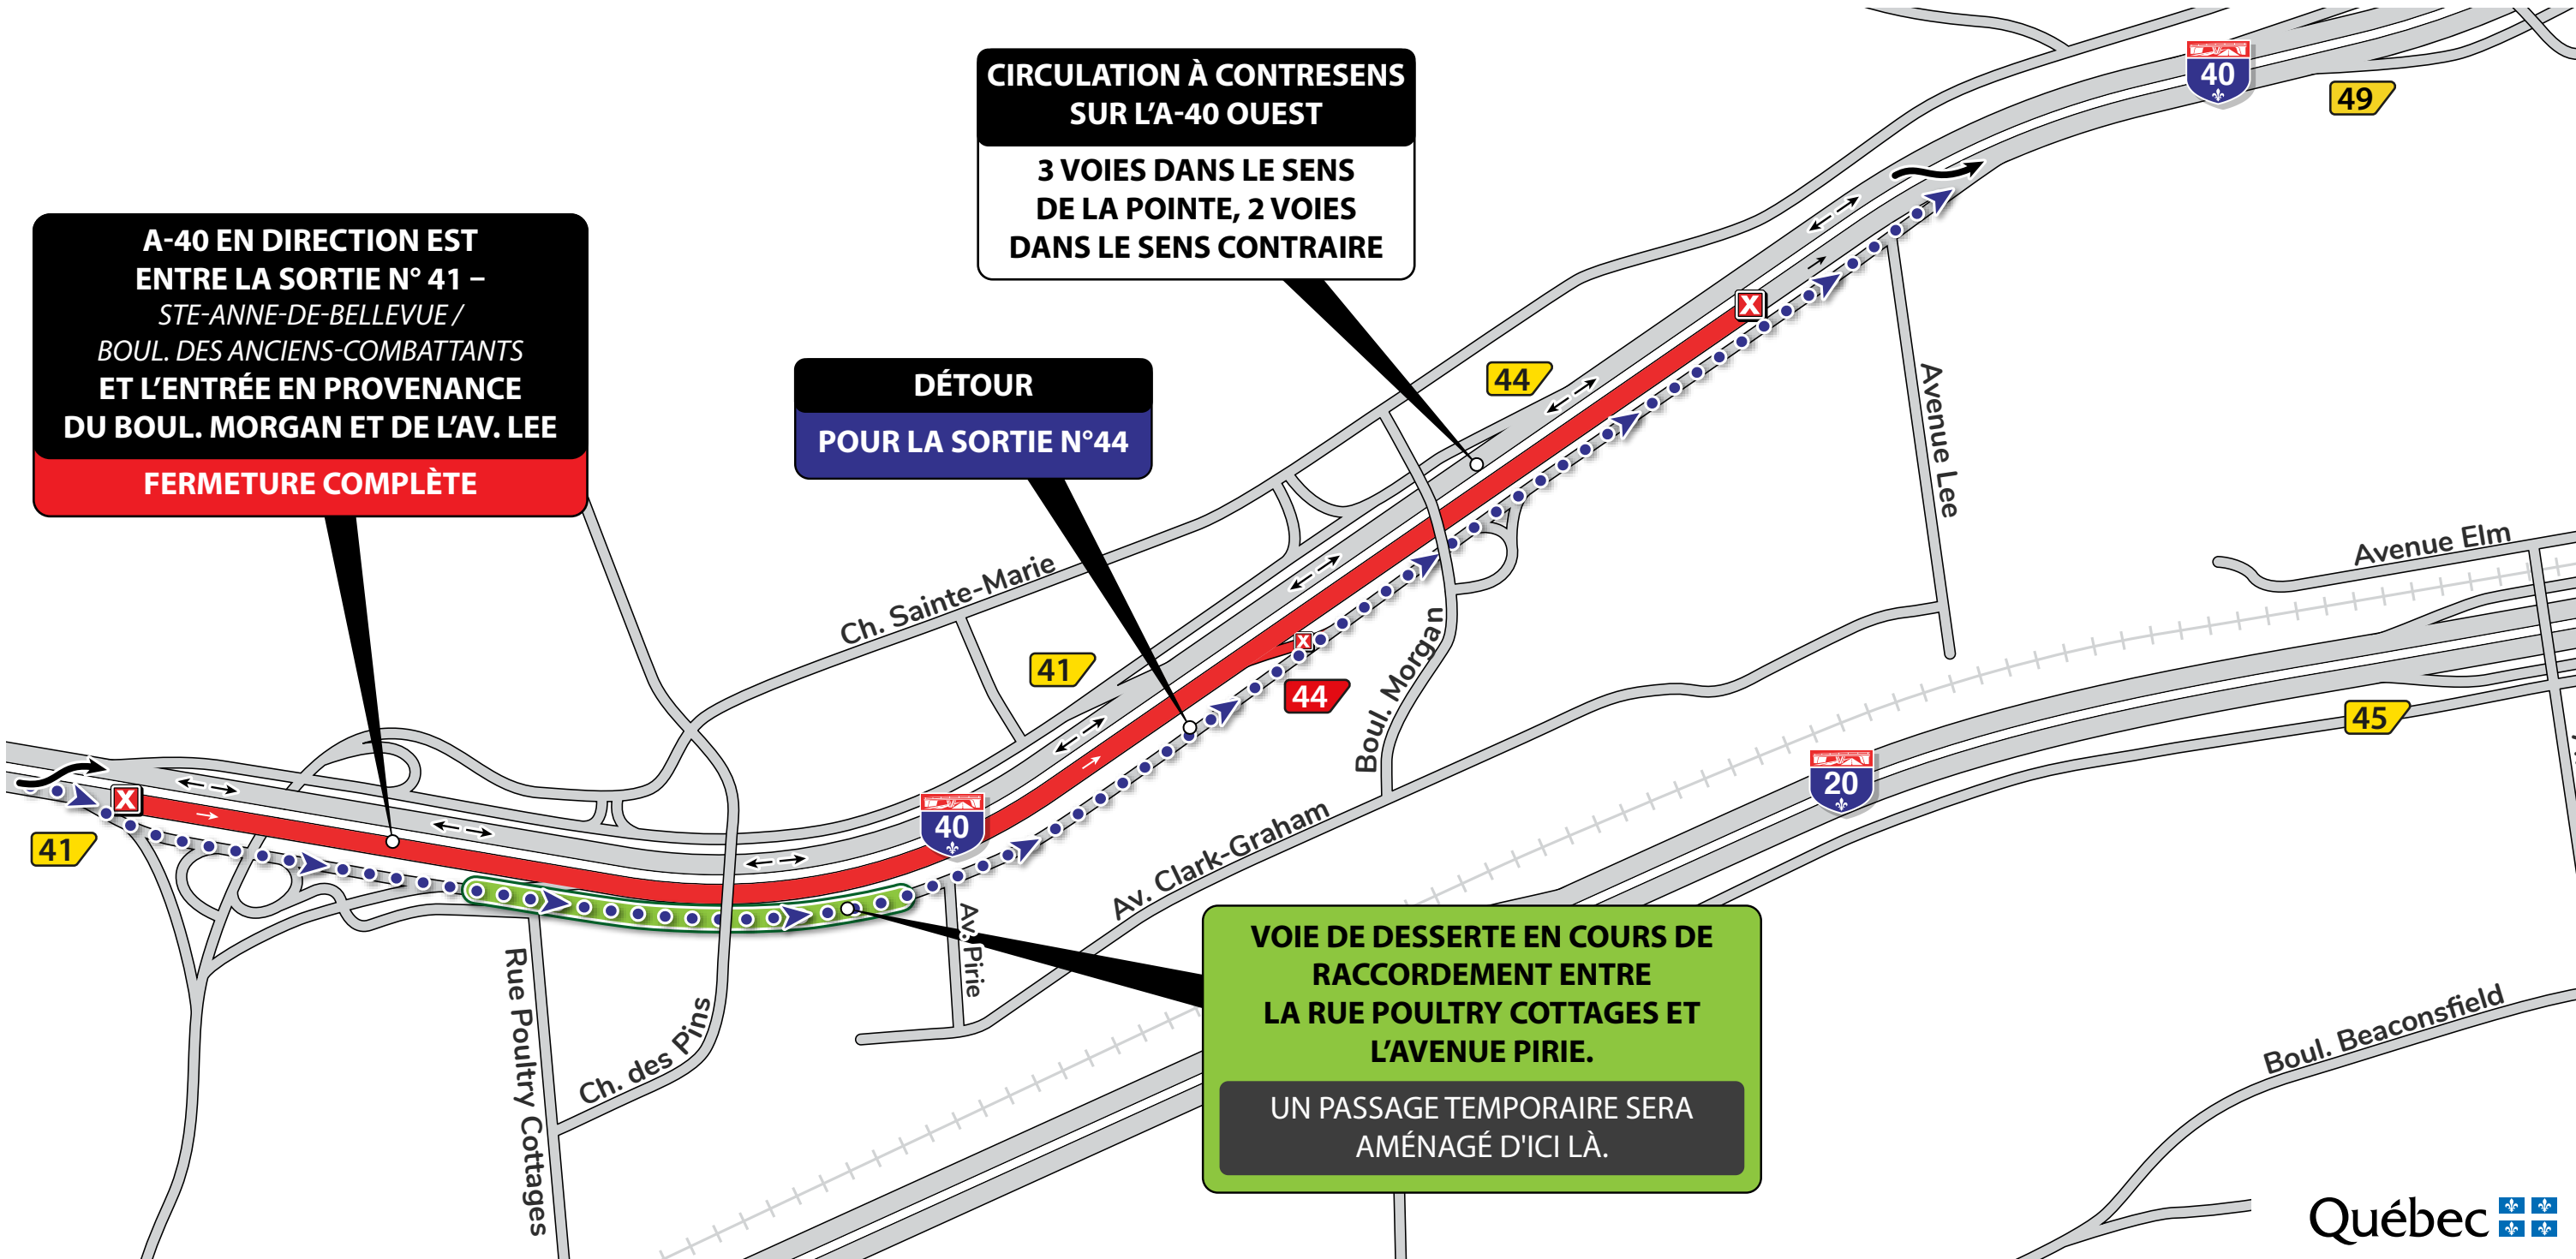 CIRCULATION À CONTRESENS
SUR L'A-40 OUEST
3 VOIES DANS LE SENS
DE LA POINTE, 2 VOIES
DANS LE SENS CONTRAIRE
40
49
A-40 EN DIRECTION EST
ENTRE LA SORTIE N° 41 –
STE-ANNE-DE-BELLEVUE /
BOUL. DES ANCIENS-COMBATTANTS
ET L'ENTRÉE EN PROVENANCE
DU BOUL. MORGAN ET DE L'AV. LEE
FERMETURE COMPLÈTE
DÉTOUR
POUR LA SORTIE N°44
X
44
Avenue Lee
Avenue Elm
Ch. Sainte-Marie
41
X
44
Boul. Morgan
45
X
41
40
20
Av. Clark-Graham
Av. Pirie
Rue Poultry Cottages
Ch. des Pins
VOIE DE DESSERTE EN COURS DE
RACCORDEMENT ENTRE
LA RUE POULTRY COTTAGES ET
L'AVENUE PIRIE.
UN PASSAGE TEMPORAIRE SERA
AMÉNAGÉ D'ICI LÀ.
Boul. Beaconsfield
Québec